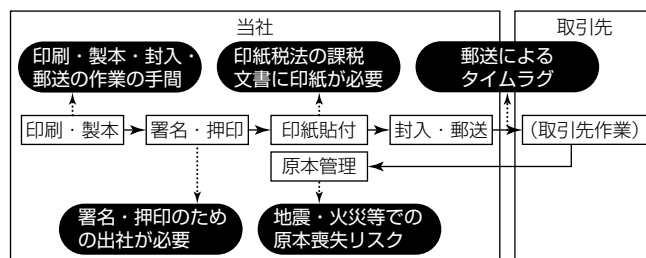 当社
取引先
印刷・製本・封入・
郵送の作業の手間
印紙税法の課税
文書に印紙が必要
郵送による
タイムラグ
印刷・製本
署名・押印
印紙貼付
封入・郵送
（取引先作業）
原本管理
署名・押印のため
の出社が必要
地震・火災等での
原本喪失リスク